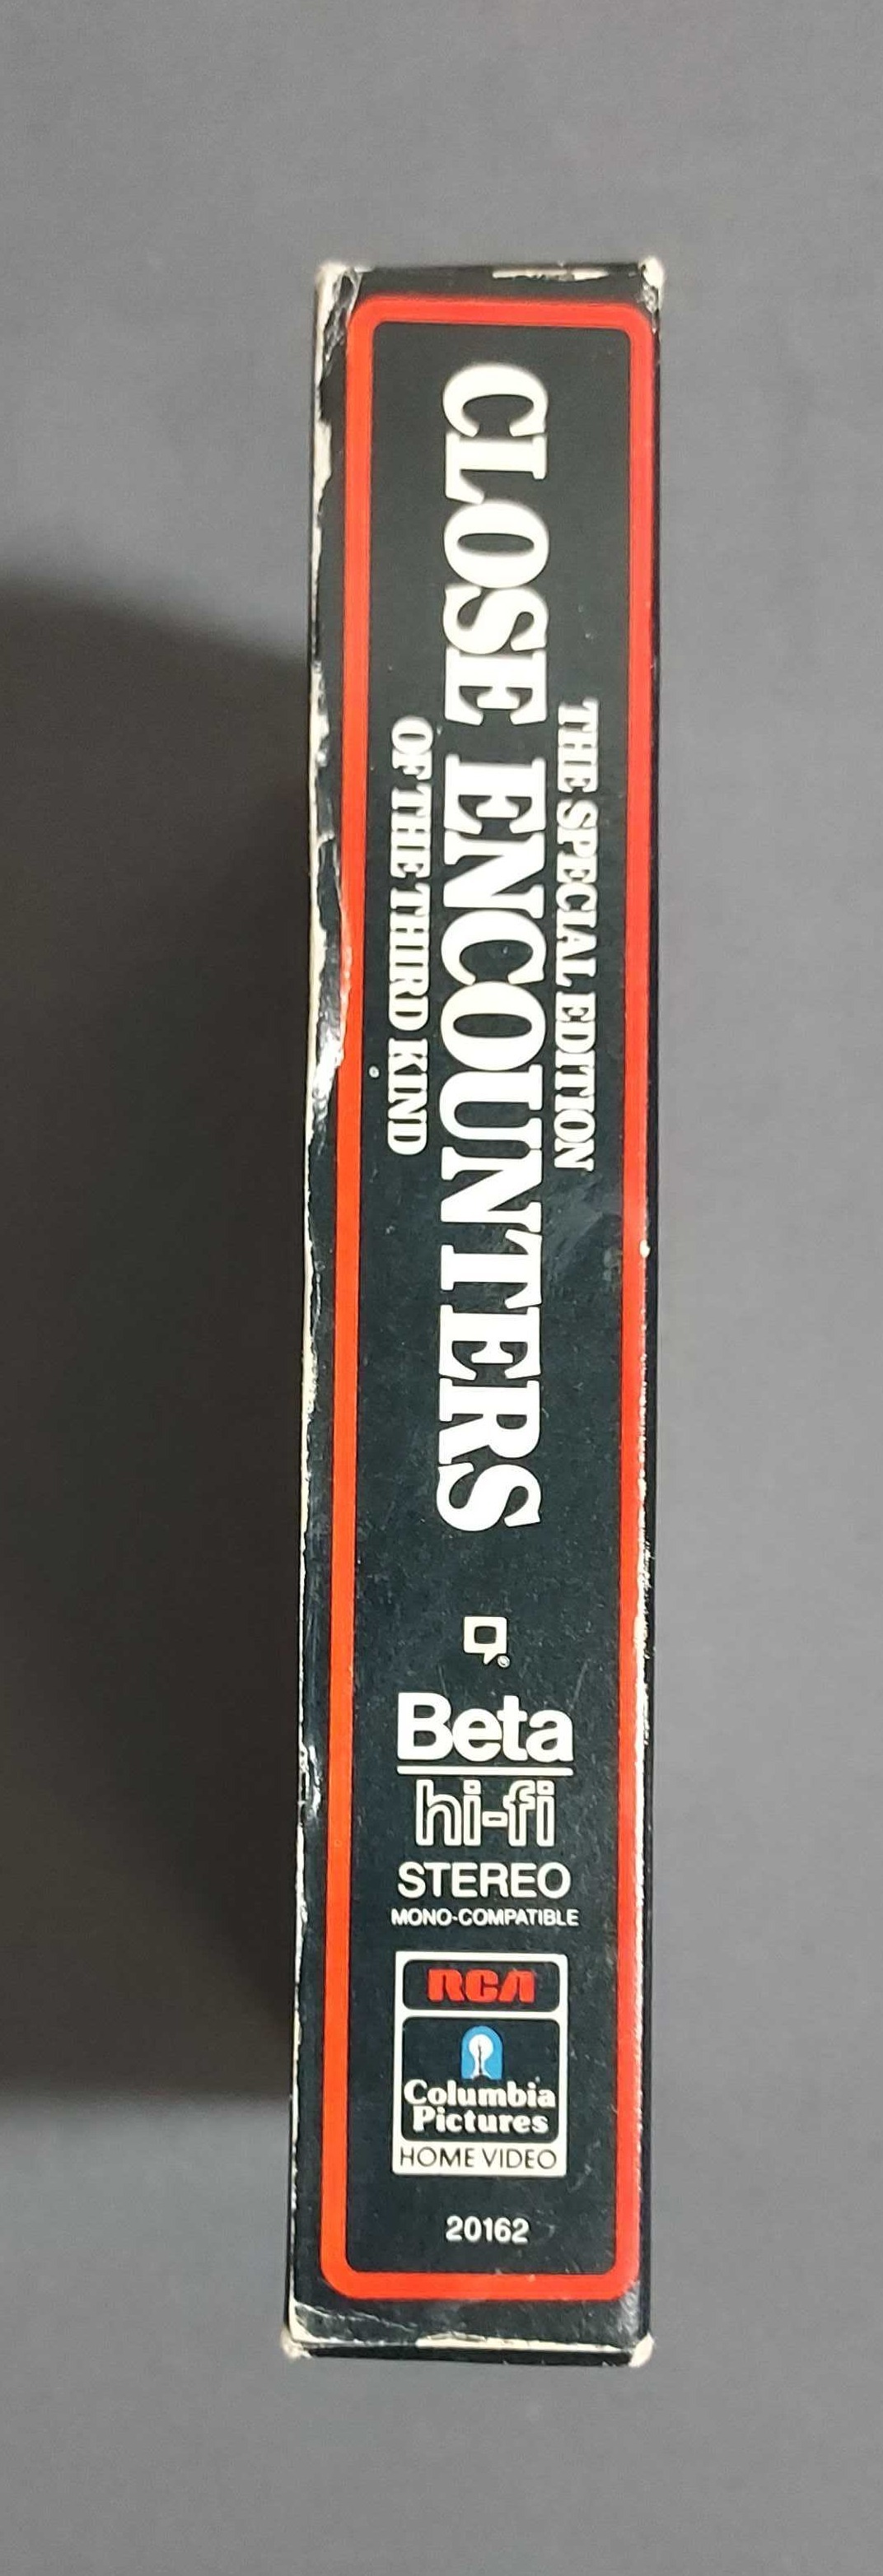 THE SPECIAL EDITION
CLOSE ENCOUNTERS
OF THE THIRD KIND
Beta
hi-fi
STEREO
MONO-COMPATIBLE
RCA
Columbia
Pictures
HOME VIDEO
20162